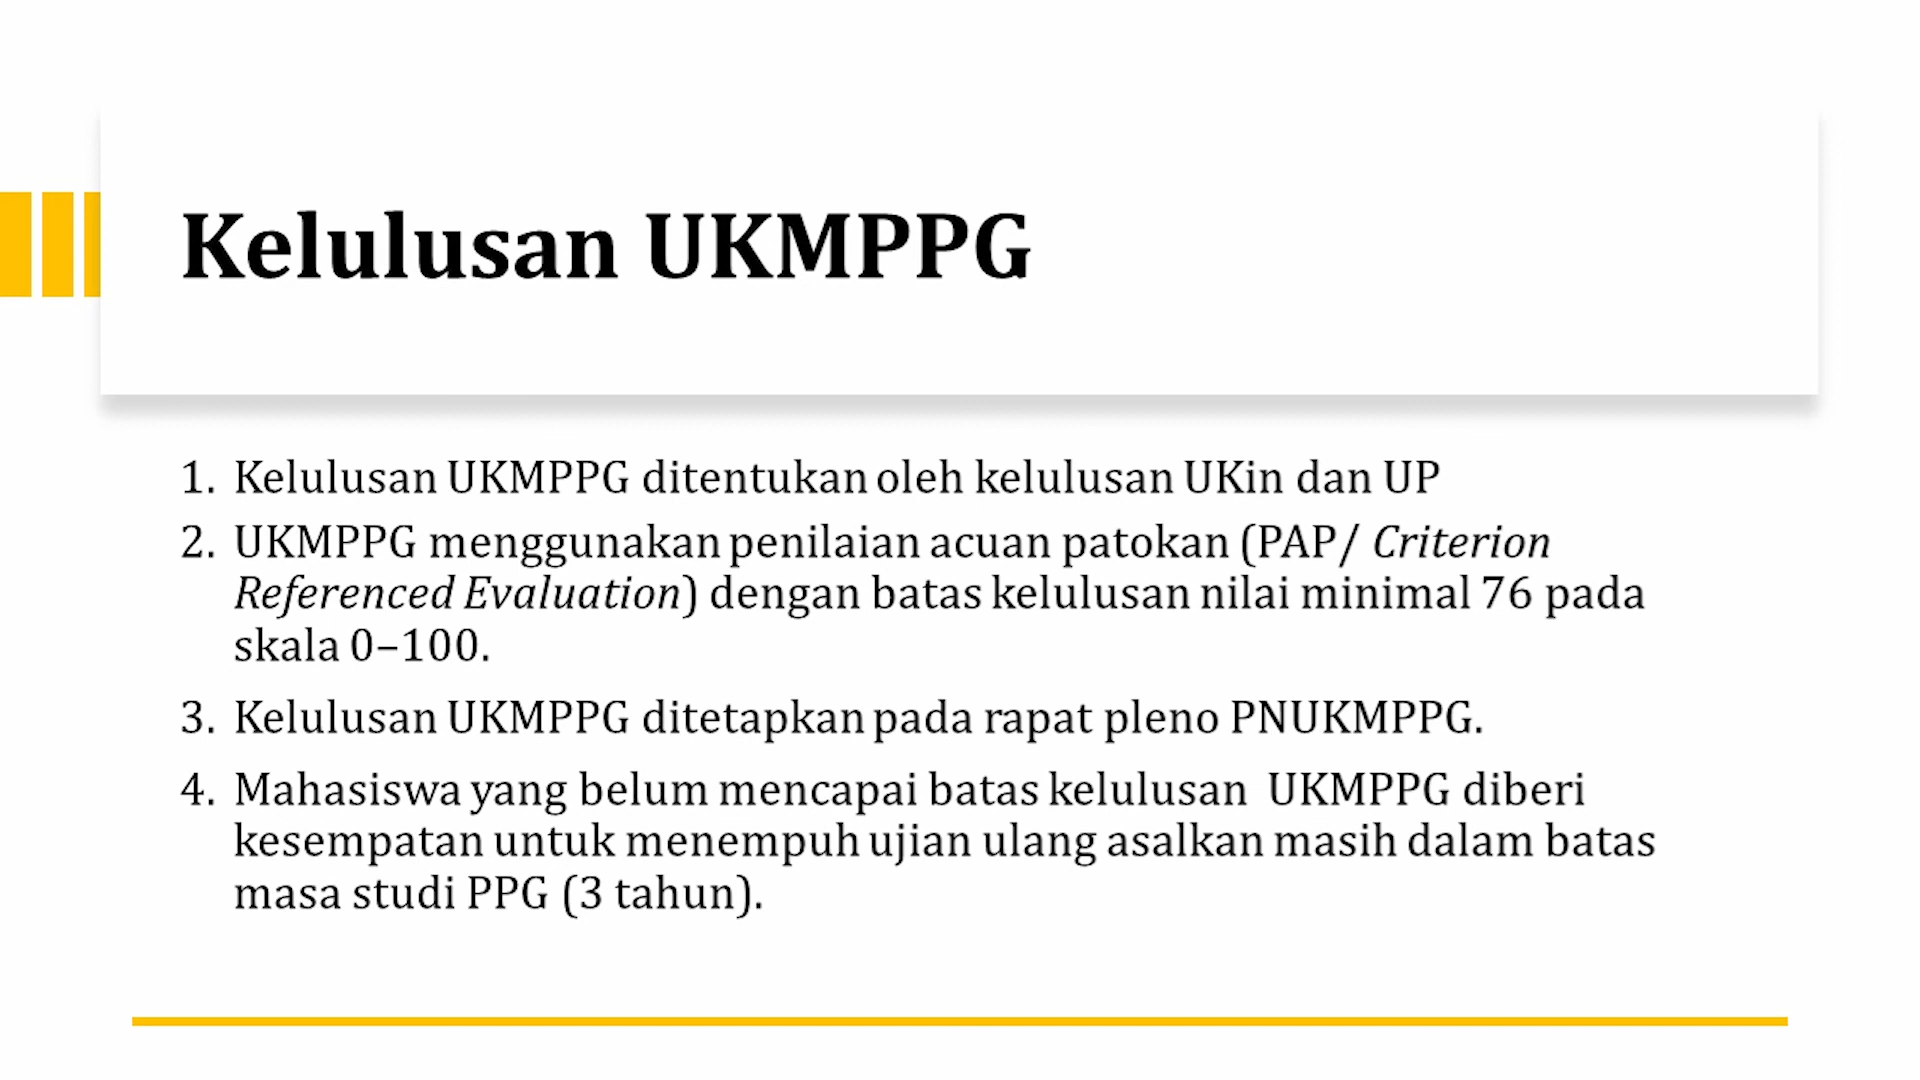 Kelulusan UKMPPG
1. Kelulusan UKMPPG ditentukan oleh kelulusan UKin dan UP
2. UKMPPG menggunakan penilaian acuan patokan (PAP/ Criterion
Referenced Evaluation) dengan batas kelulusan nilai minimal 76 pada
skala 0–100.
3. Kelulusan UKMPPG ditetapkan pada rapat pleno PNUKMPPG.
4. Mahasiswa yang belum mencapai batas kelulusan UKMPPG diberi
kesempatan untuk menempuh ujian ulang asalkan masih dalam batas
masa studi PPG (3 tahun).